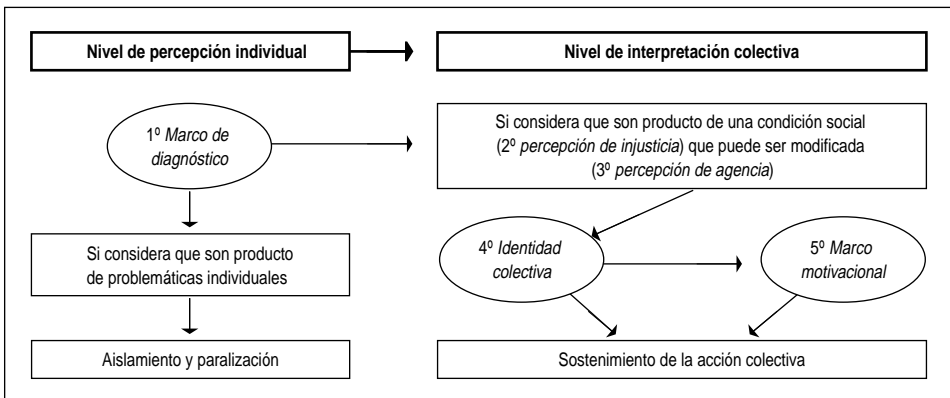 Nivel de percepción individual
Nivel de interpretación colectiva
1º Marco de
diagnóstico
Si considera que son producto de una condición social
(2º percepción de injusticia) que puede ser modificada
(3º percepción de agencia)
Si considera que son producto
de problemáticas individuales
4º Identidad
colectiva
5º Marco
motivacional
Aislamiento y paralización
Sostenimiento de la acción colectiva